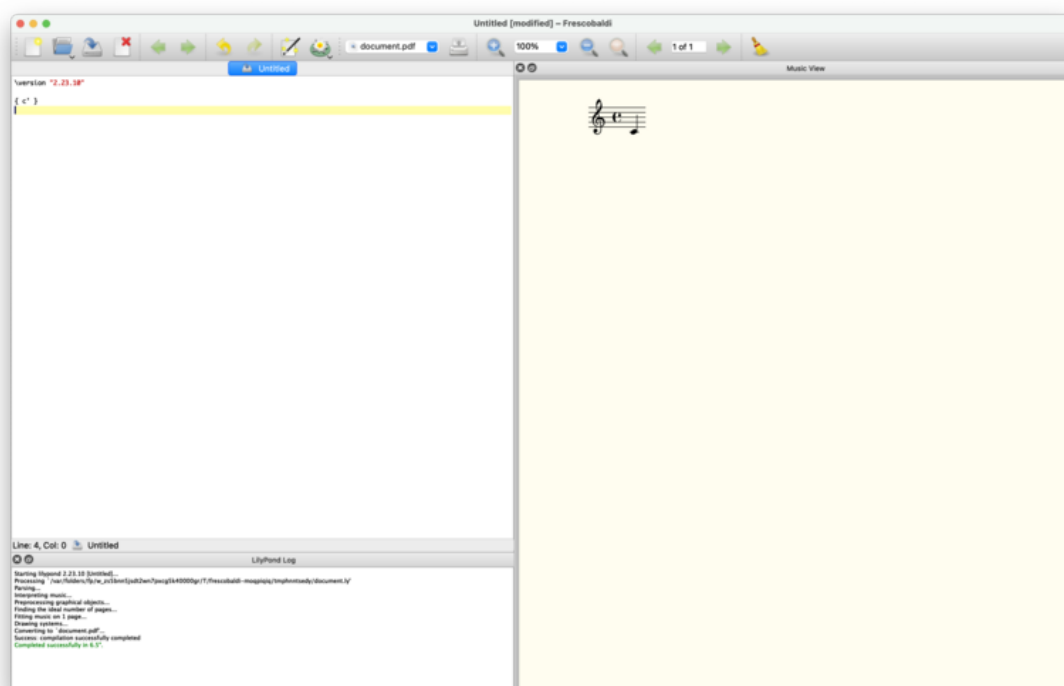 Untitled [modified] – Frescobaldi
document.pdf
100%
1 of 1
Untitled
Music View
\version "2.23.10"
{ c' }
Line: 4, Col: 0 Untitled
LilyPond Log
Starting lilypond 2.23.10 [Untitled]...
Processing
Parsing...
Interpreting music...
Preprocessing graphical objects...
Finding the ideal number of pages...
Fitting music on 1 page...
Drawing systems...
Converting to `document.pdf'...
Success: compilation successfully completed
Completed successfully in 6.5".